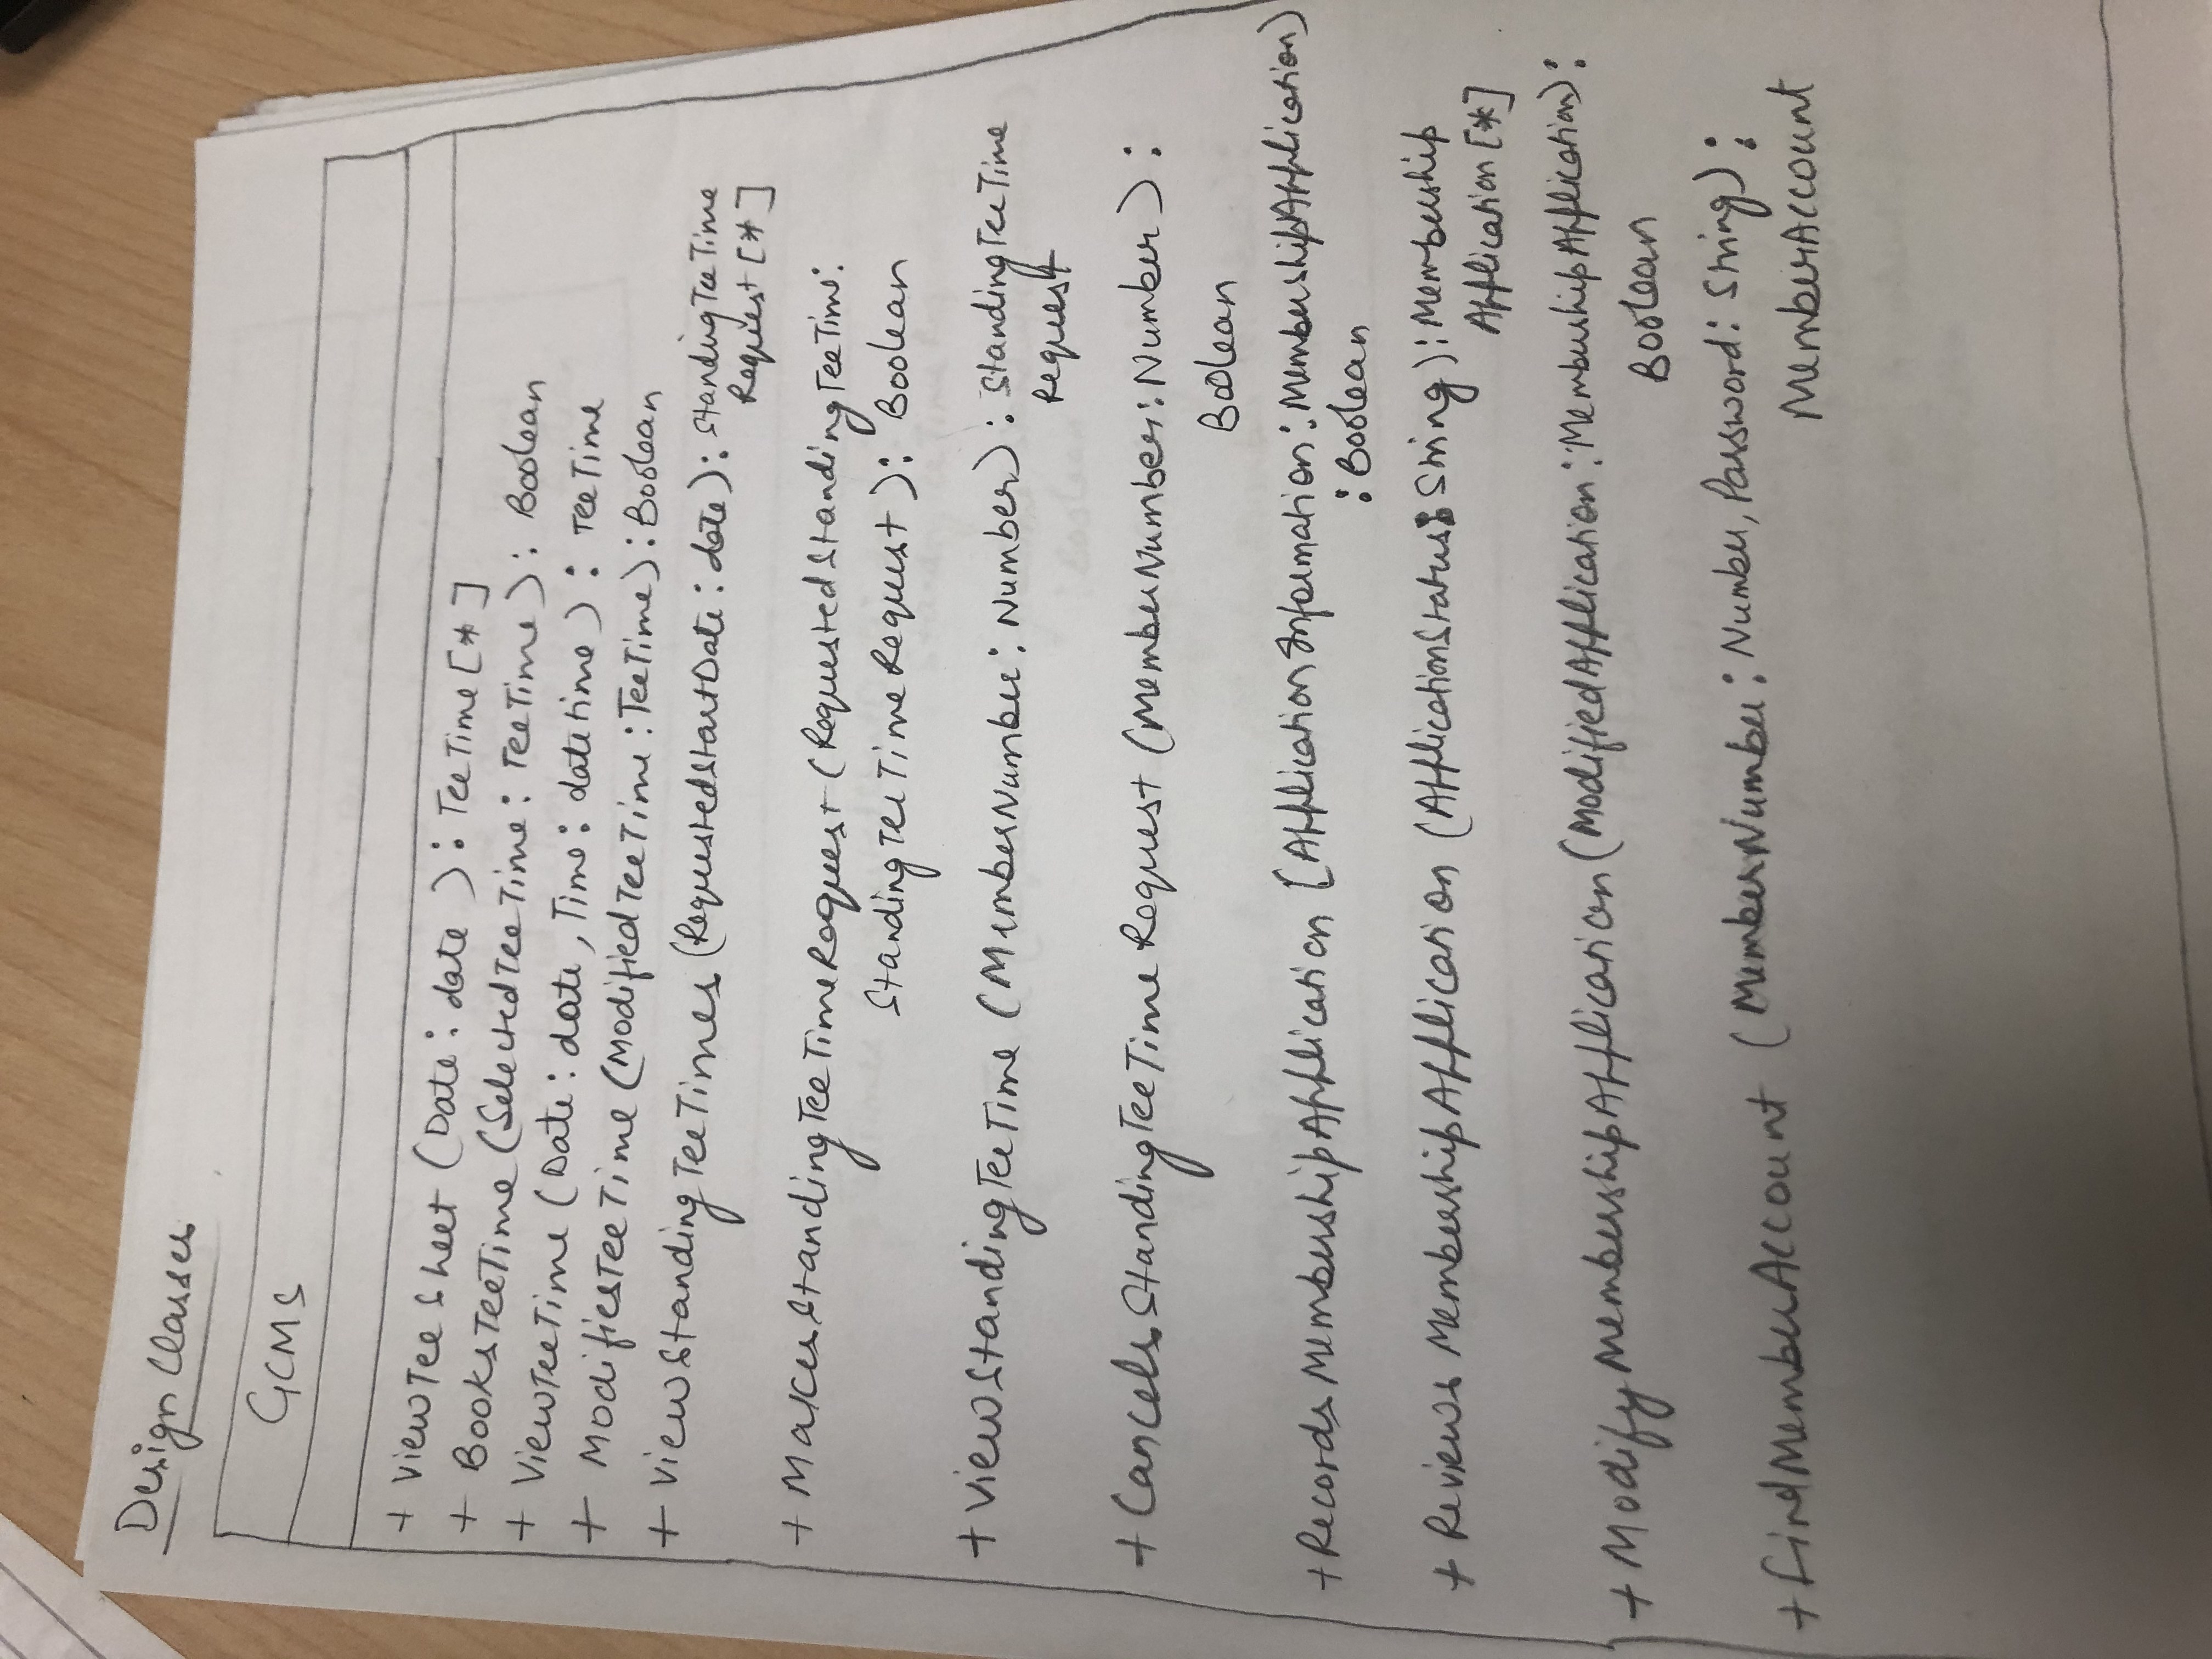 Design Classes
GCMS
+ ViewTeeSheet (Date : date ) : TeeTime [*]
+ BooksTeeTime (SelectedTeeTime : TeeTime) : Boolean
+ ViewTeeTime (Date : date, Time : datetime) : TeeTime
+ ModifiesTeeTime (ModifiedTeeTime : TeeTime) : Boolean
+ ViewStandingTeeTimes (RequestedStartDate : date) : StandingTeeTime
Request [*]
+ MakesStandingTeeTimeRequest (RequestedStandingTeeTime :
StandingTeeTimeRequest) : Boolean
+ ViewStandingTeeTime (MemberNumber : Number) : StandingTeeTime
Request
+ CancelsStandingTeeTimeRequest (MemberNumber : Number) :
Boolean
+ RecordsMembershipApplication [ApplicationInformation : MembershipApplication)
: Boolean
+ ReviewsMembershipApplication (ApplicationStatus : String) : Membership
Application [*]
+ ModifyMembershipApplication (ModifiedApplication : MembershipApplication) :
Boolean
+ FindMemberAccount (MemberNumber : Number, Password : String) :
MemberAccount